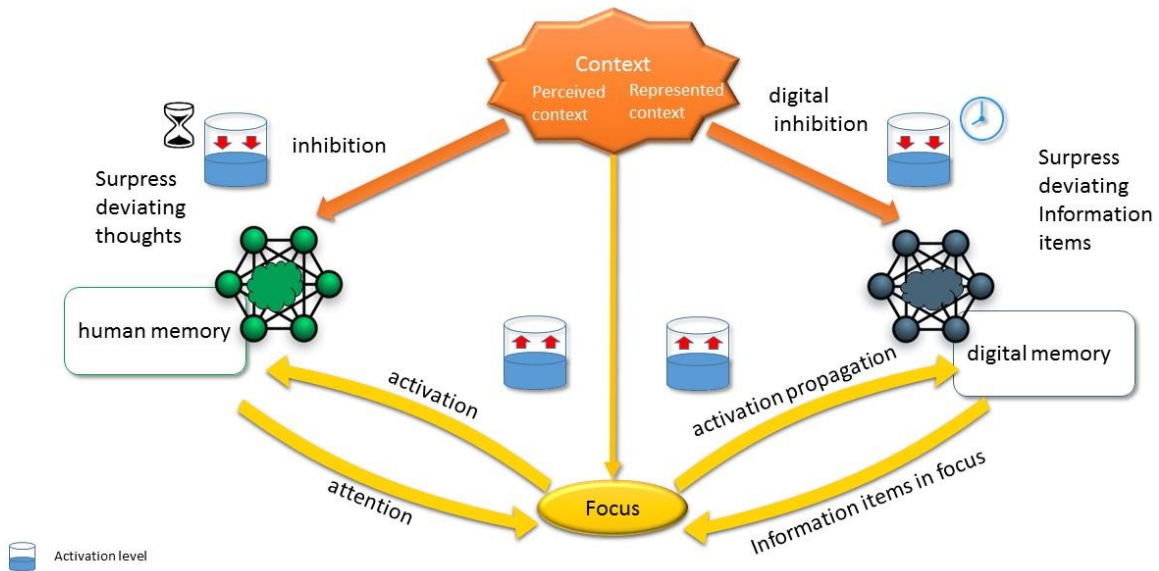 Context
Perceived
context
Represented
context
inhibition
digital
inhibition
Surpress
deviating
thoughts
Surpress
deviating
Information
items
human memory
digital memory
activation
activation propagation
attention
Information items in focus
Focus
Activation level